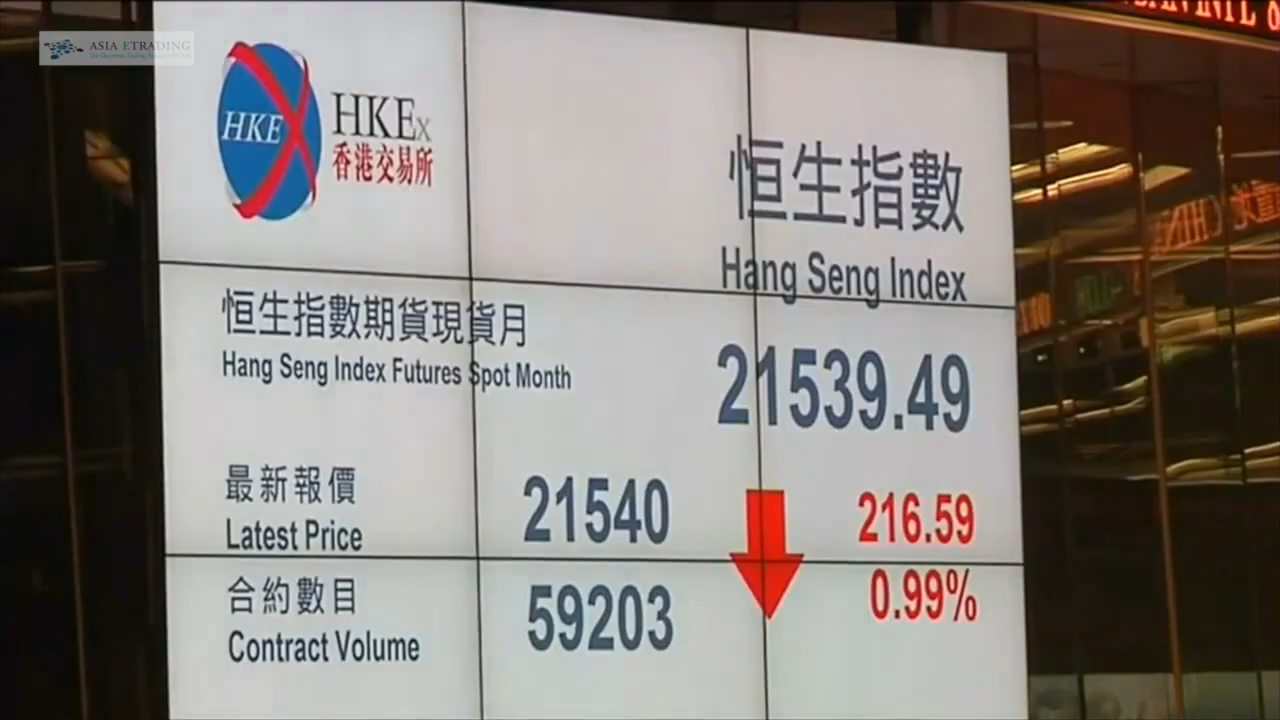 ASIA ETRADING
HKEx
HKEx
香港交易所
恒生指數
Hang Seng Index
21539.49
216.59
0.99%
恒生指數期貨現貨月
Hang Seng Index Futures Spot Month
最新報價
Latest Price
21540
合約數目
Contract Volume
59203